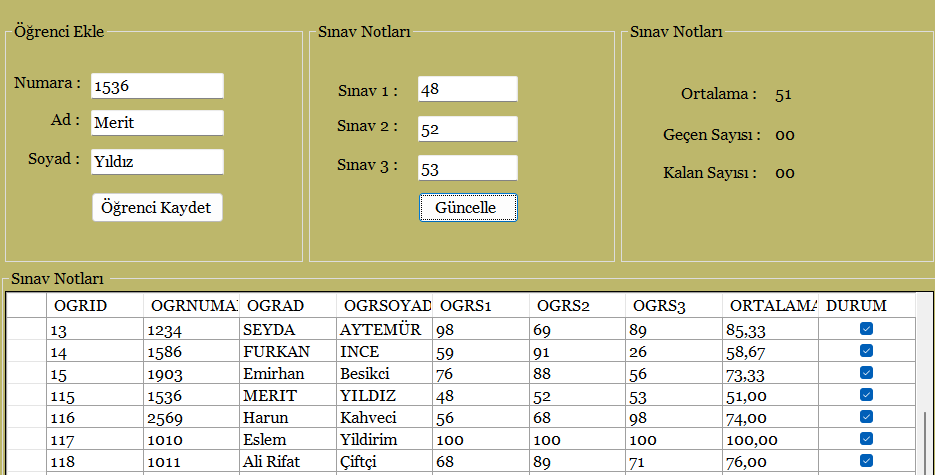 Öğrenci Ekle
Numara : 1536
Ad : Merit
Soyad : Yıldız
Öğrenci Kaydet
Sınav Notları
Sınav 1 : 48
Sınav 2 : 52
Sınav 3 : 53
Güncelle
Sınav Notları
Ortalama : 51
Geçen Sayısı : 00
Kalan Sayısı : 00
Sınav Notları
OGRID OGRNUMA OGRAD OGRSOYAD OGRS1 OGRS2 OGRS3 ORTALAMA DURUM
13 1234 SEYDA AYTEMÜR 98 69 89 85,33
14 1586 FURKAN INCE 59 91 26 58,67
15 1903 Emirhan Besikci 76 88 56 73,33
115 1536 MERIT YILDIZ 48 52 53 51,00
116 2569 Harun Kahveci 56 68 98 74,00
117 1010 Eslem Yildirim 100 100 100 100,00
118 1011 Ali Rifat Çiftçi 68 89 71 76,00